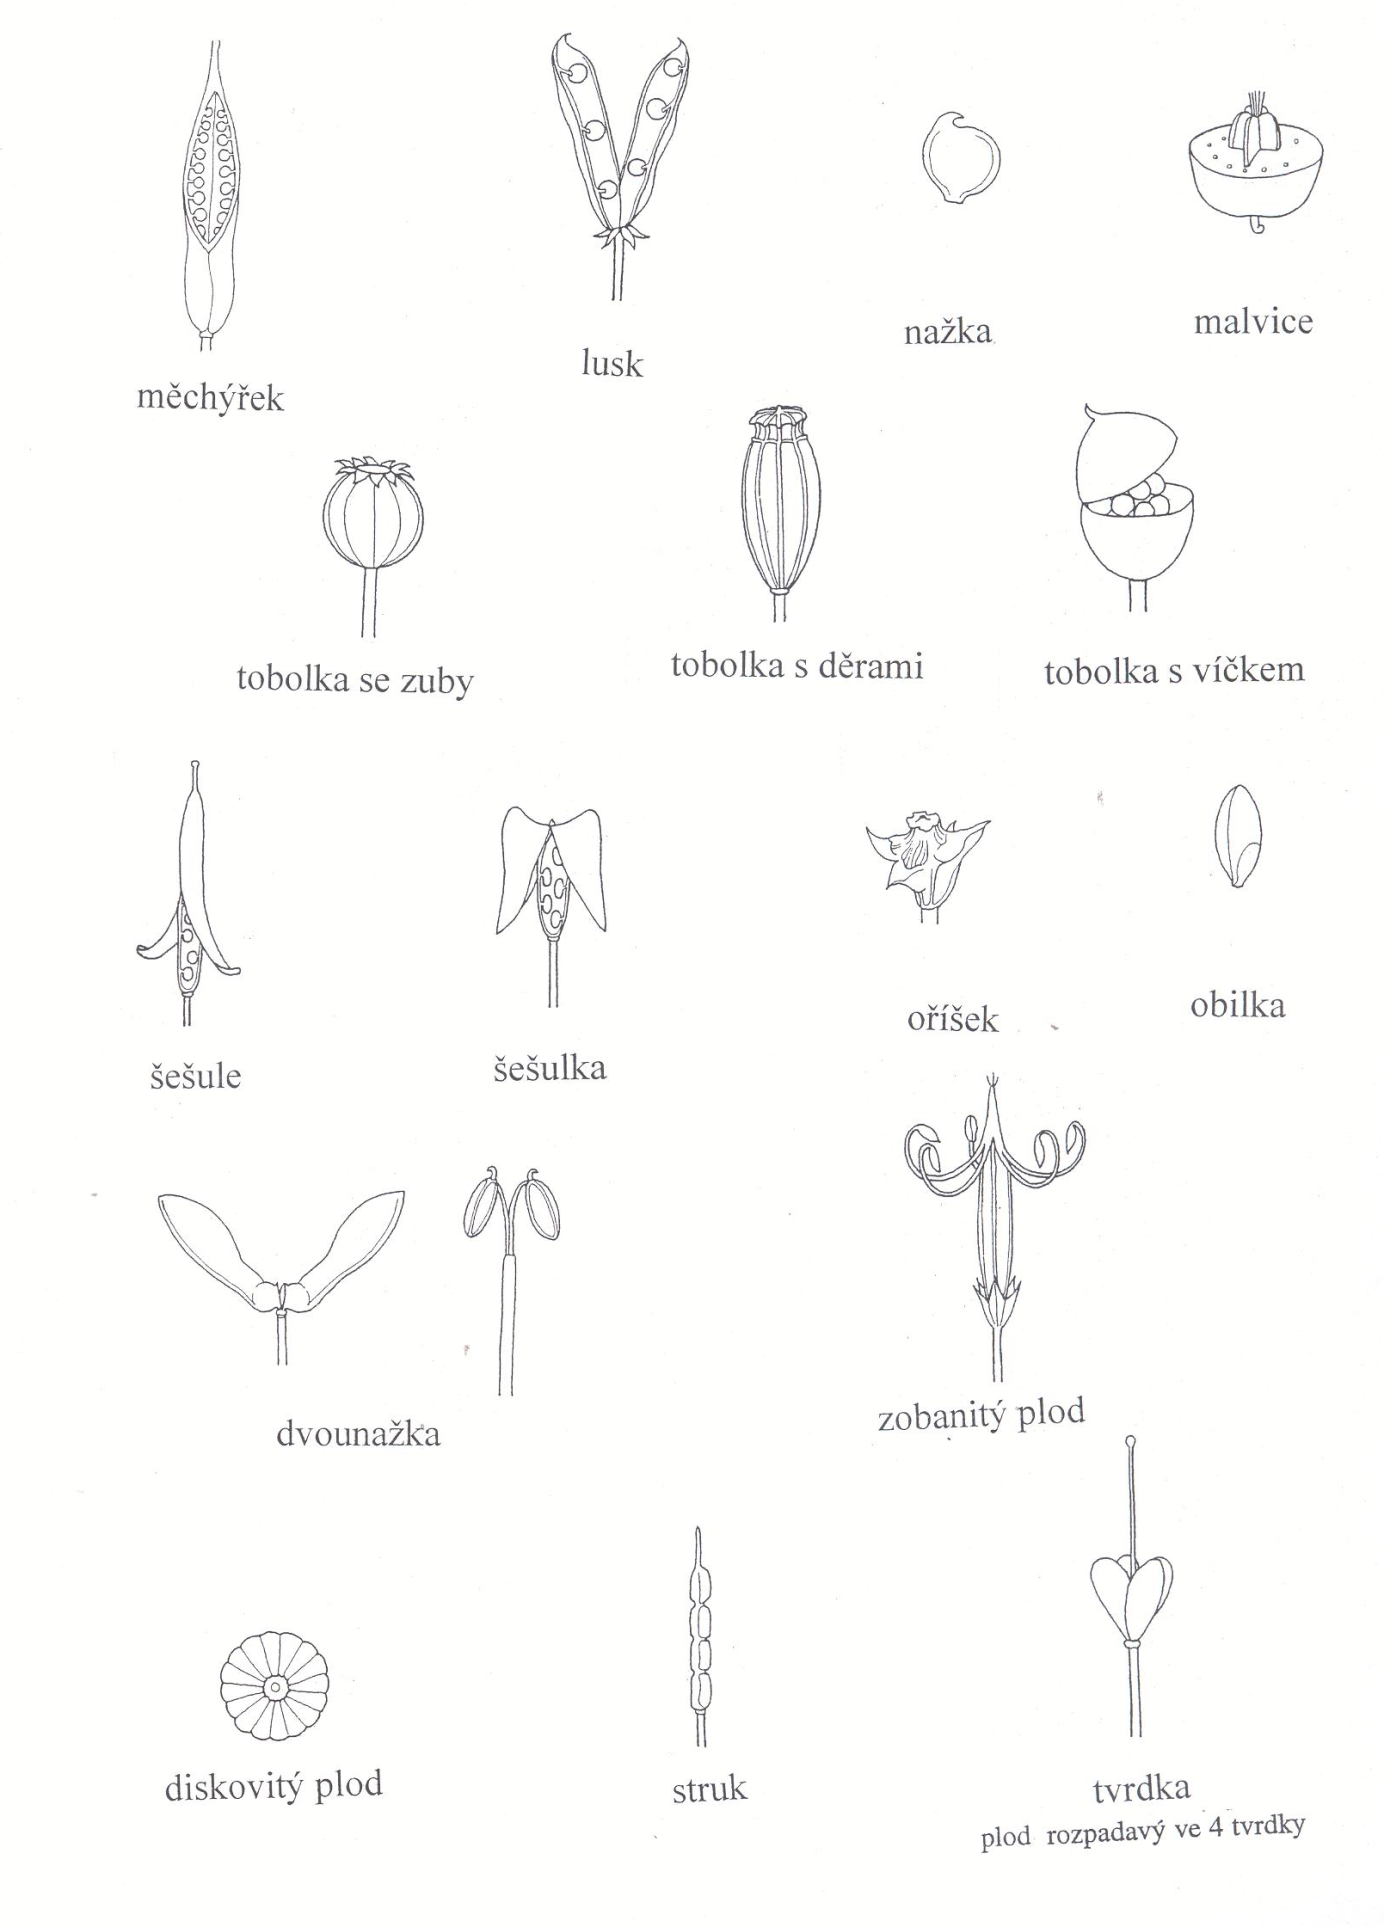 měchýřek
lusk
nažka
malvice
tobolka se zuby
tobolka s děrami
tobolka s víčkem
šešule
šešulka
oříšek
obilka
dvounažka
zobanitý plod
diskovitý plod
struk
tvrdka
plod rozpadavý ve 4 tvrdky